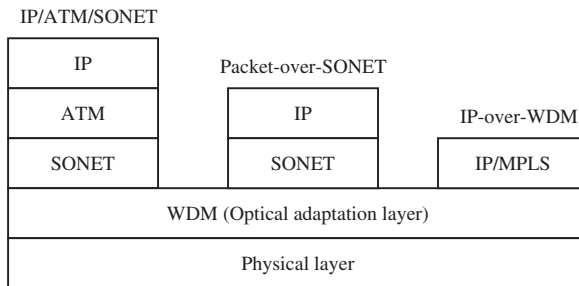 IP/ATM/SONET
IP
ATM
SONET
Packet-over-SONET
IP
SONET
IP-over-WDM
IP/MPLS
WDM (Optical adaptation layer)
Physical layer